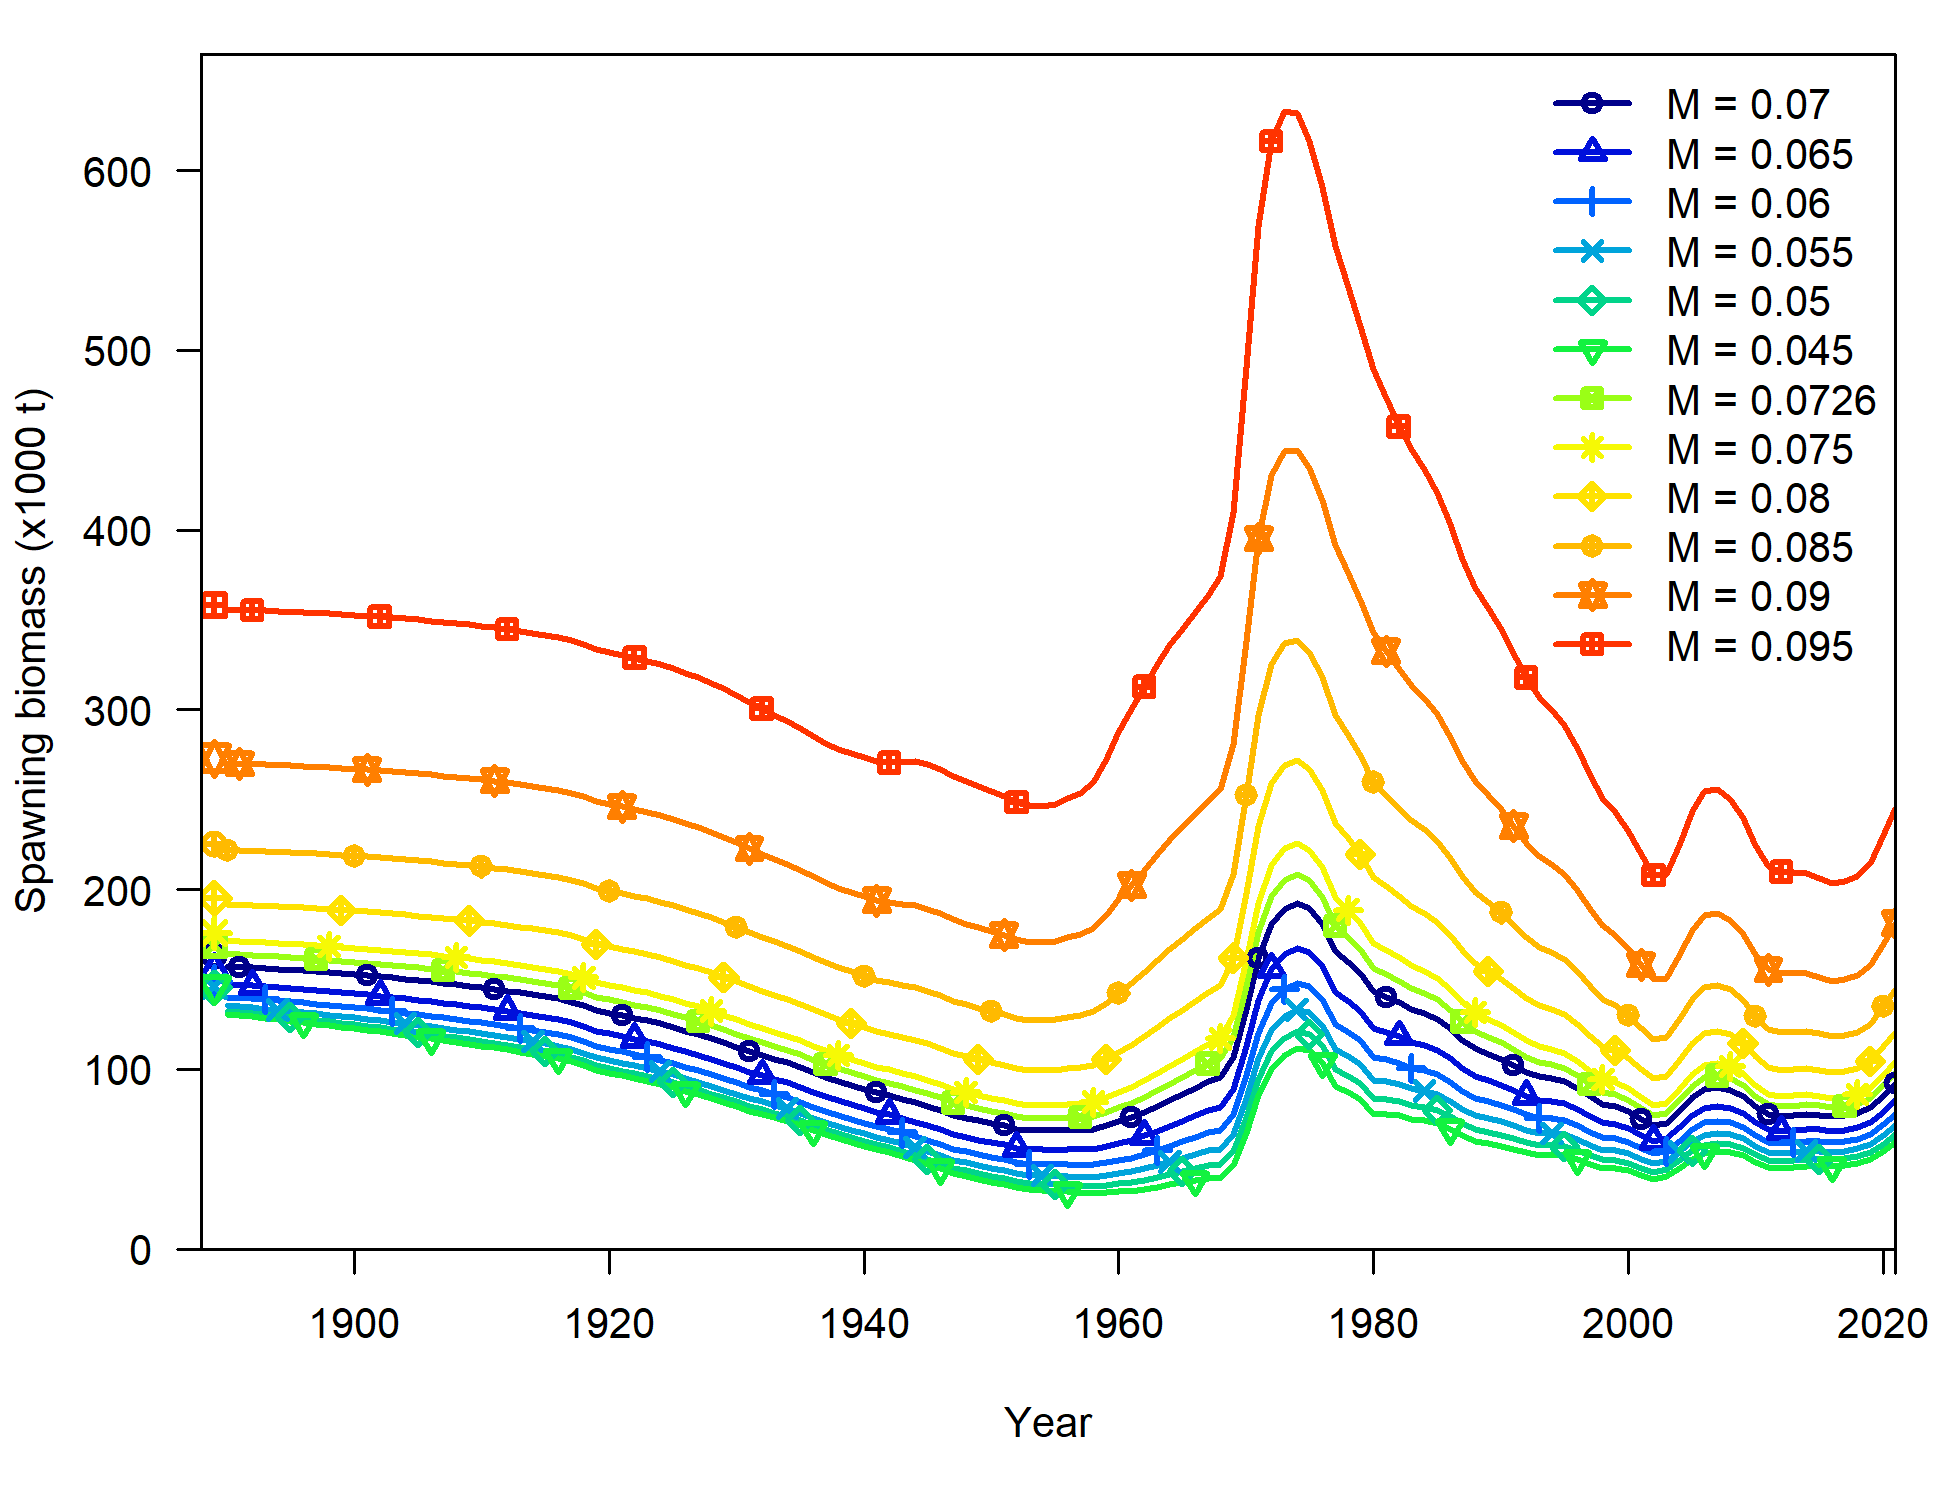 M = 0.07
M = 0.065
M = 0.06
M = 0.055
M = 0.05
M = 0.045
M = 0.0726
M = 0.075
M = 0.08
M = 0.085
M = 0.09
M = 0.095
Spawning biomass (x1000 t)
600
500
400
300
200
100
0
1900 1920 1940 1960 1980 2000 2020
Year